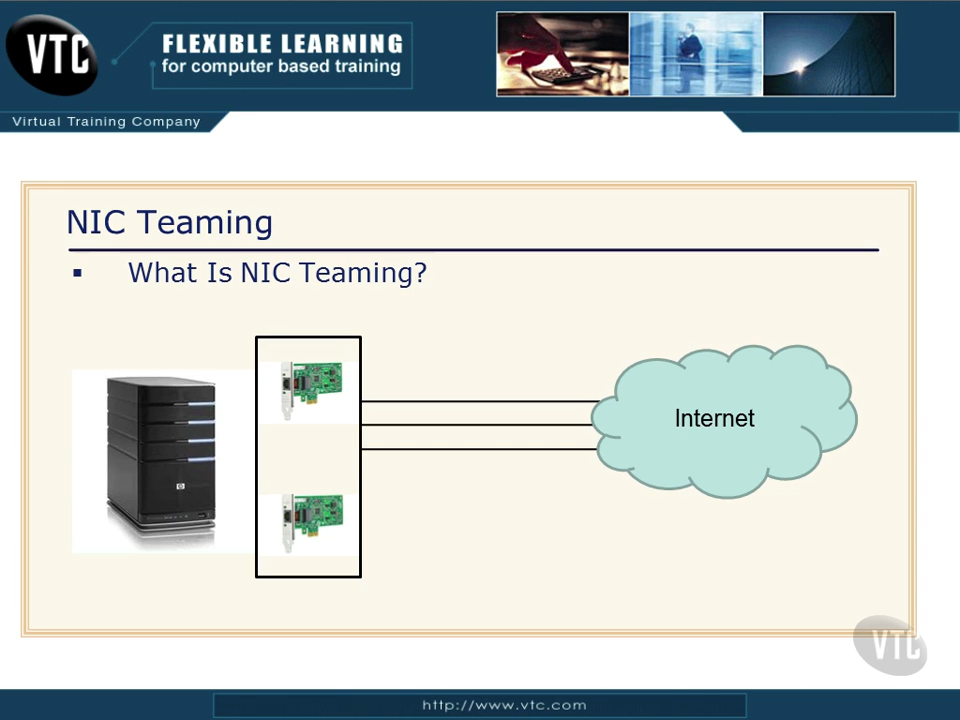 VTC
FLEXIBLE LEARNING
for computer based training
Virtual Training Company
NIC Teaming
▪ What Is NIC Teaming?
Internet
VTC
http://www.vtc.com